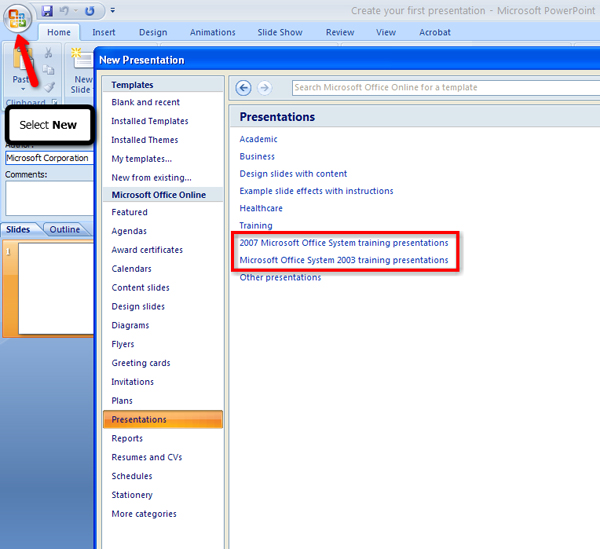 Create your first presentation - Microsoft PowerPoint
Home Insert Design Animations Slide Show Review View Acrobat
New Presentation
Paste
New
Slide
Clipboard
Select New
Author:
Microsoft Corporation
Comments:
Slides Outline
1
Templates
Blank and recent
Installed Templates
Installed Themes
My templates...
New from existing...
Microsoft Office Online
Featured
Agendas
Award certificates
Calendars
Content slides
Design slides
Diagrams
Flyers
Greeting cards
Invitations
Plans
Presentations
Reports
Resumes and CVs
Schedules
Stationery
More categories
Search Microsoft Office Online for a template
Presentations
Academic
Business
Design slides with content
Example slide effects with instructions
Healthcare
Training
2007 Microsoft Office System training presentations
Microsoft Office System 2003 training presentations
Other presentations